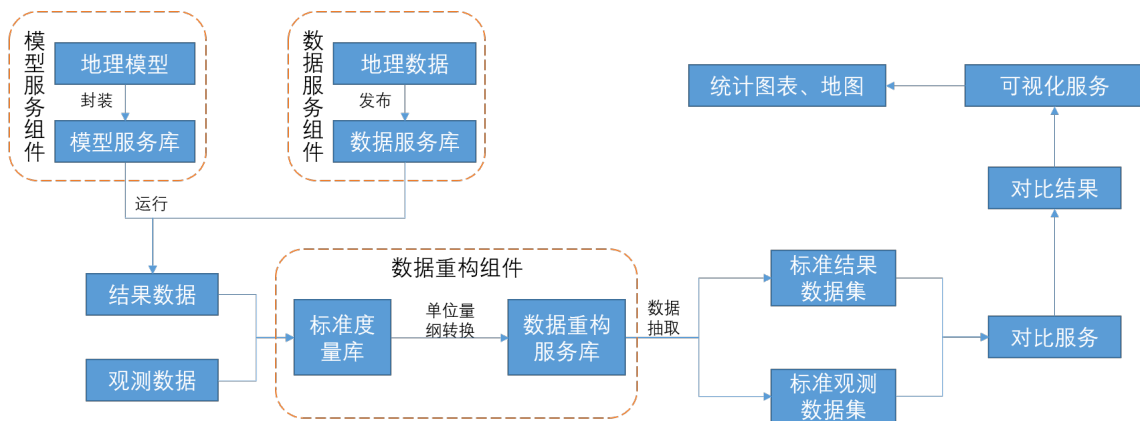 模型服务组件
地理模型
封装
模型服务库
数据服务组件
地理数据
发布
数据服务库
运行
结果数据
观测数据
数据重构组件
标准度
量库
单位量
纲转换
数据重构
服务库
数据
抽取
标准结果
数据集
标准观测
数据集
对比服务
对比结果
可视化服务
统计图表、地图